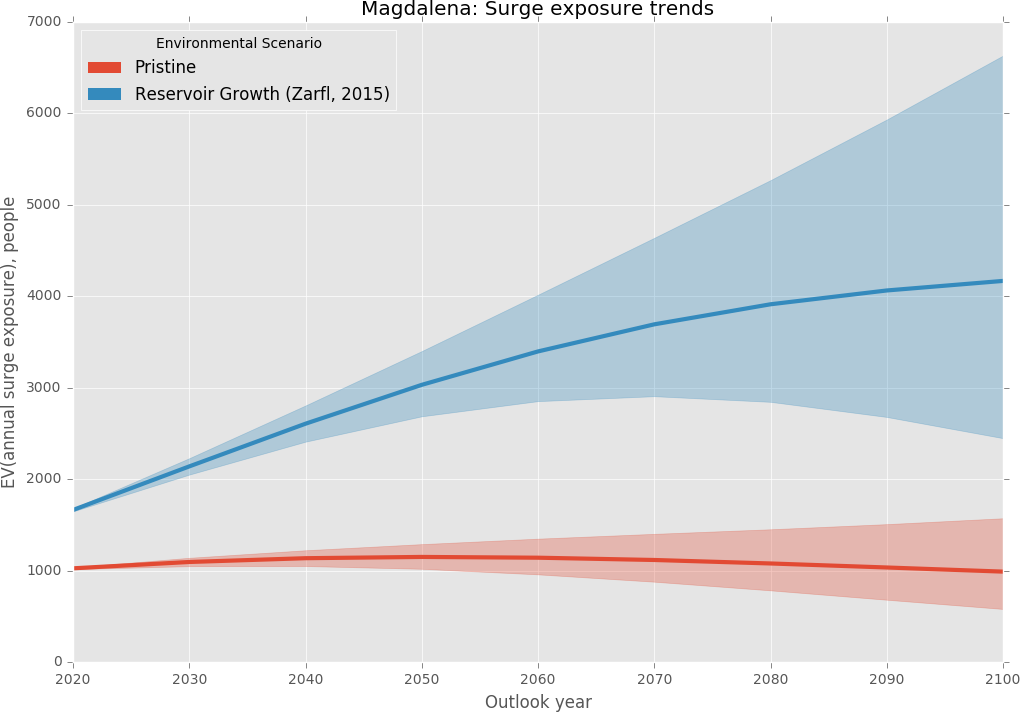 Magdalena: Surge exposure trends
Environmental Scenario
Pristine
Reservoir Growth (Zarfl, 2015)
EV(annual surge exposure), people
7000
6000
5000
4000
3000
2000
1000
0
2020 2030 2040 2050 2060 2070 2080 2090 2100
Outlook year